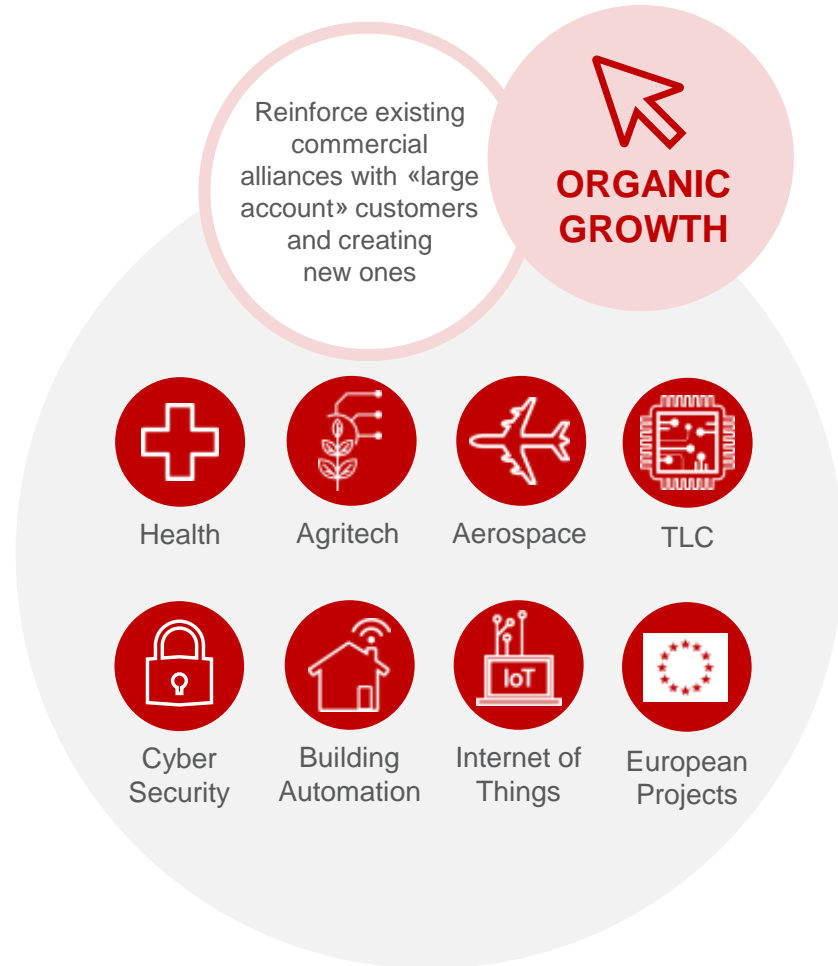 Reinforce existing
commercial
alliances with «large
account» customers
and creating
new ones
ORGANIC
GROWTH
Health
Agritech
Aerospace
TLC
IoT
Cyber
Security
Building
Automation
Internet of
Things
European
Projects